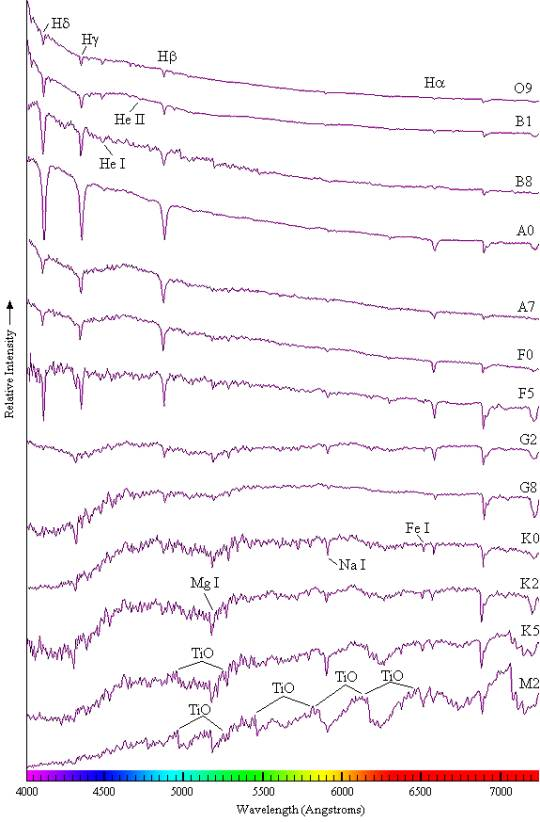 Hδ
Hγ
Hβ
Hα
O9
B1
He II
He I
B8
A0
A7
F0
Relative Intensity →
F5
G2
G8
Fe I
K0
Na I
Mg I
K2
K5
TiO
TiO
TiO
TiO
M2
TiO
4000 4500 5000 5500 6000 6500 7000
Wavelength (Angstroms)